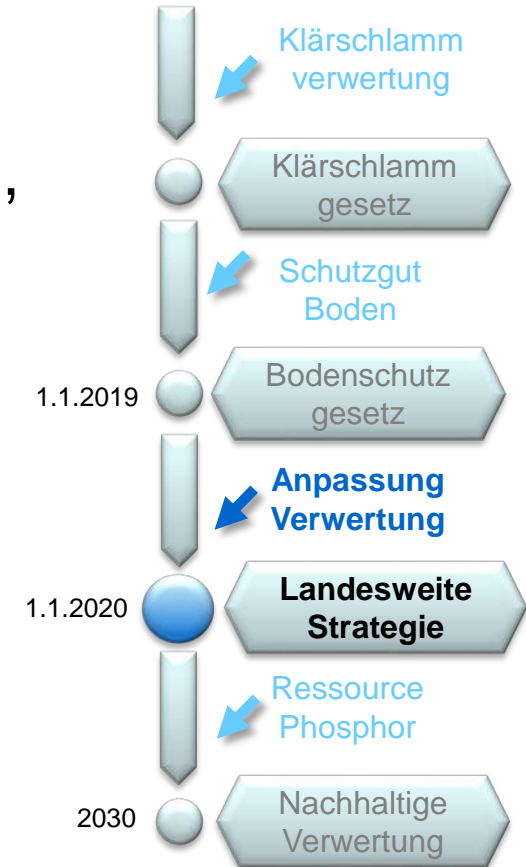 Klärschlamm
verwertung
,
Klärschlamm
gesetz
Schutzgut
Boden
1.1.2019
Bodenschutz
gesetz
Anpassung
Verwertung
1.1.2020
Landesweite
Strategie
Ressource
Phosphor
2030
Nachhaltige
Verwertung